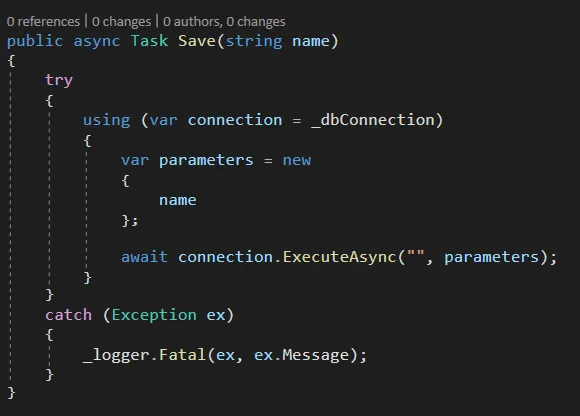 0 references | 0 changes | 0 authors, 0 changes
public async Task Save(string name)
{
    try
    {
        using (var connection = _dbConnection)
        {
            var parameters = new
            {
                name
            };

            await connection.ExecuteAsync("", parameters);
        }
    }
    catch (Exception ex)
    {
        _logger.Fatal(ex, ex.Message);
    }
}